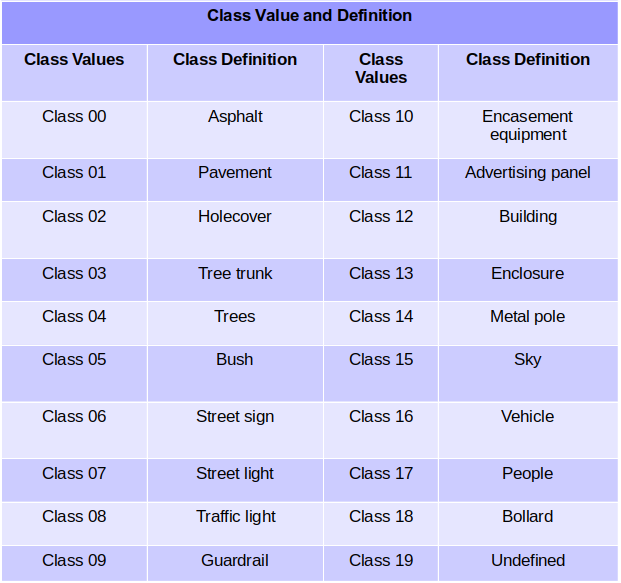 Class Value and Definition
Class Values Class Definition Class Values Class Definition
Class 00 Asphalt Class 10 Encasement equipment
Class 01 Pavement Class 11 Advertising panel
Class 02 Holecover Class 12 Building
Class 03 Tree trunk Class 13 Enclosure
Class 04 Trees Class 14 Metal pole
Class 05 Bush Class 15 Sky
Class 06 Street sign Class 16 Vehicle
Class 07 Street light Class 17 People
Class 08 Traffic light Class 18 Bollard
Class 09 Guardrail Class 19 Undefined